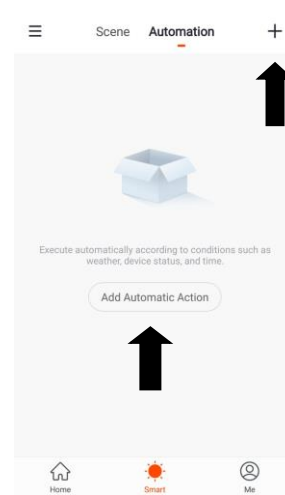 Scene Automation
Execute automatically according to conditions such as
weather, device status, and time.
Add Automatic Action
Home Smart Me